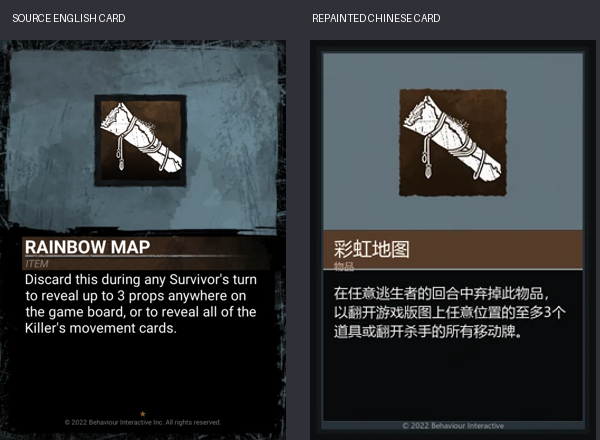 SOURCE ENGLISH CARD
RAINBOW MAP
ITEM
Discard this during any Survivor's turn
to reveal up to 3 props anywhere on
the game board, or to reveal all of the
Killer's movement cards.
© 2022 Behaviour Interactive Inc. All rights reserved.
REPAINTED CHINESE CARD
彩虹地图
物品
在任意逃生者的回合中弃掉此物品，
以翻开游戏版图上任意位置的至多3个
道具或翻开杀手的所有移动牌。
© 2022 Behaviour Interactive